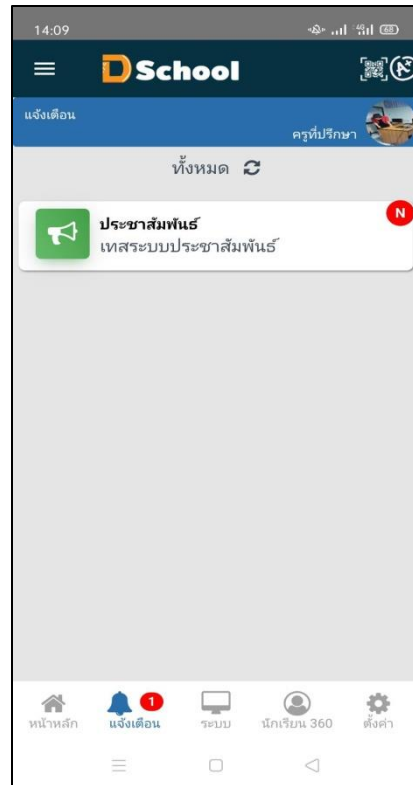 14:09
4G
68
DSchool
แจ้งเตือน
ครูที่ปรึกษา
ทั้งหมด
N
ประชาสัมพันธ์
เทสระบบประชาสัมพันธ์
1
หน้าหลัก แจ้งเตือน ระบบ นักเรียน 360 ตั้งค่า